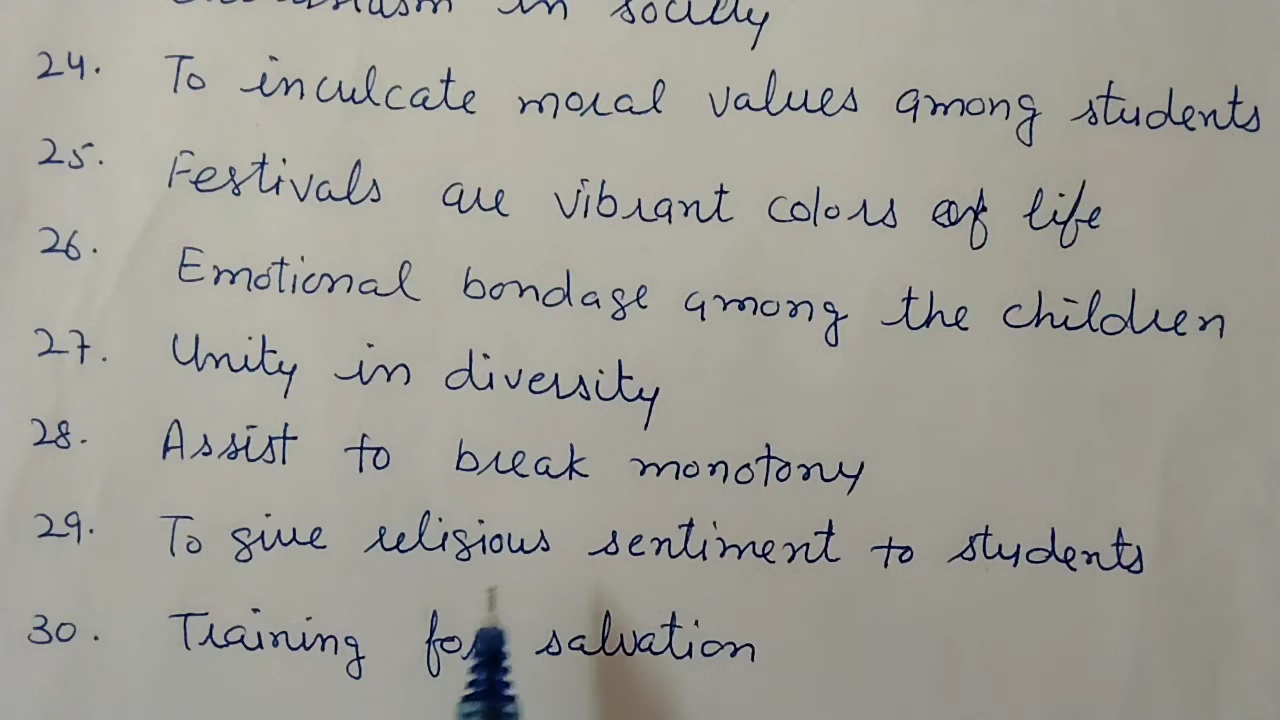 in society
24. To inculcate moral values among students
25. Festivals are vibrant colors of life
26. Emotional bondage among the children
27. Unity in diversity
28. Assist to break monotony
29. To give religious sentiment to students
30. Training for salvation